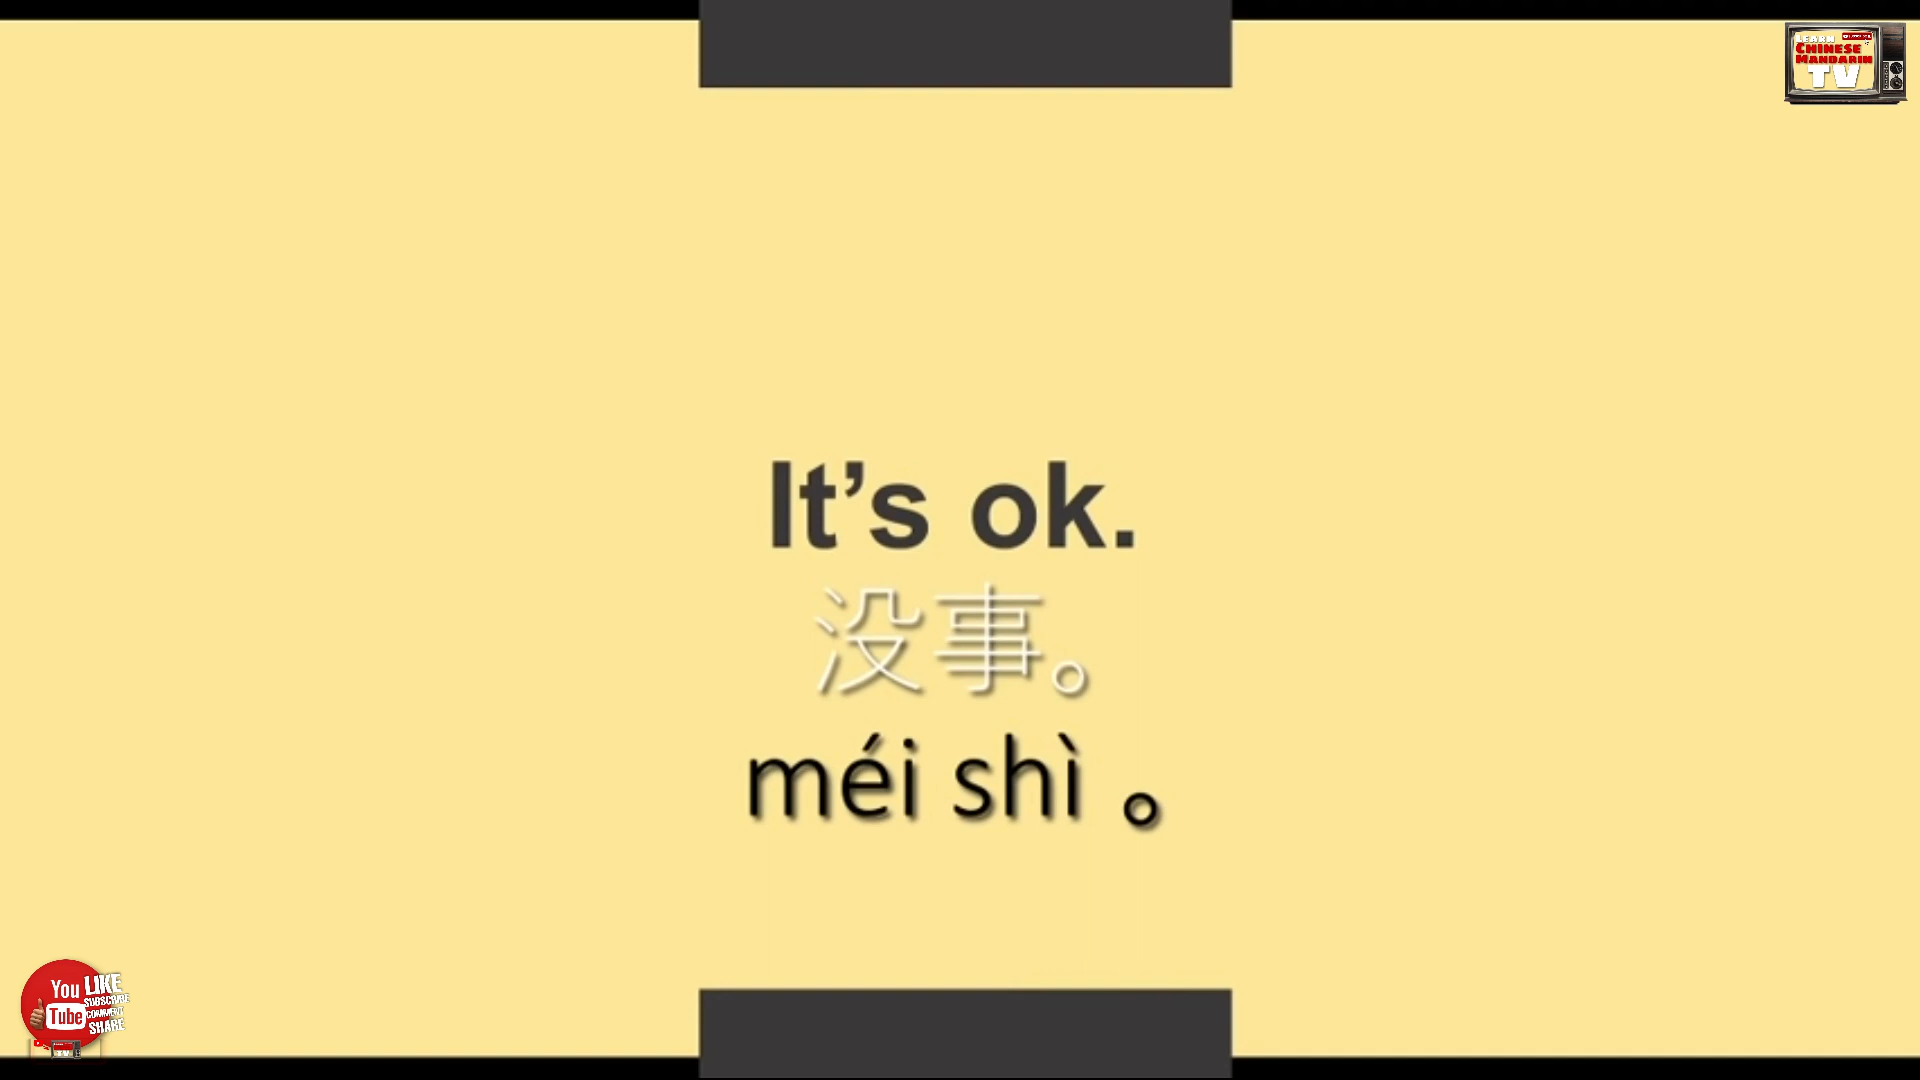 LEARN
CHINESE
MANDARIN
TV
It’s ok.
没事。
méi shì 。
You LIKE
SUBSCRIBE
Tube COMMENT
SHARE